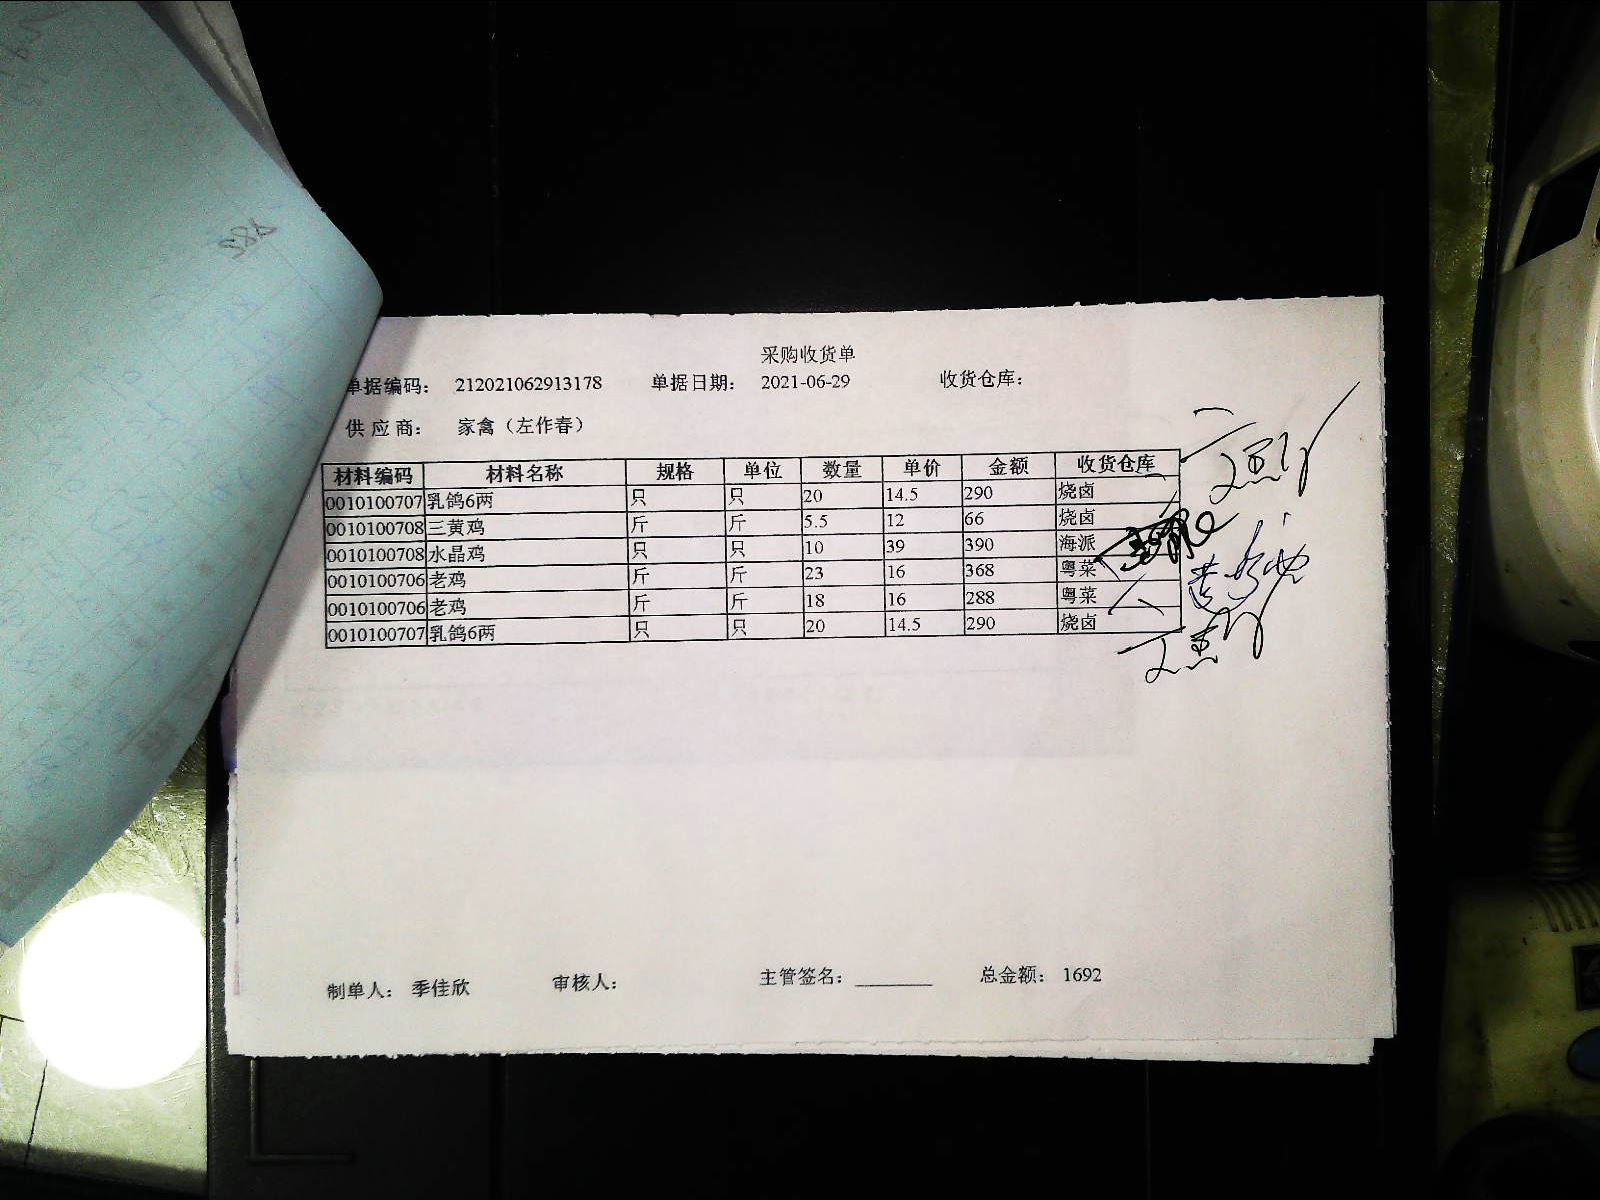 采购收货单
单据编码： 212021062913178 单据日期： 2021-06-29 收货仓库：
供应商： 家禽（左作春）
材料编码 材料名称 规格 单位 数量 单价 金额 收货仓库
0010100707 乳鸽6两 只 只 20 14.5 290 烧卤
0010100708 三黄鸡 斤 斤 5.5 12 66 烧卤
0010100708 水晶鸡 只 只 10 39 390 海派
0010100706 老鸡 斤 斤 23 16 368 粤菜
0010100706 老鸡 斤 斤 18 16 288 粤菜
0010100707 乳鸽6两 只 只 20 14.5 290 烧卤
制单人： 季佳欣 审核人： 主管签名： 总金额： 1692